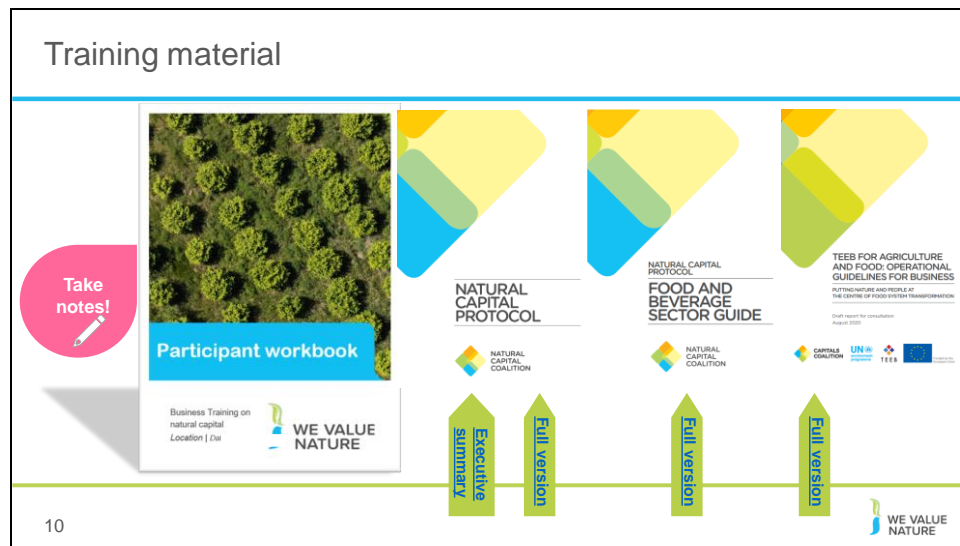 Training material
Take
notes!
Participant workbook
Business Training on
natural capital
Location | Dat
WE VALUE
NATURE
NATURAL
CAPITAL
PROTOCOL
NATURAL
CAPITAL
COALITION
Executive
summary
Full version
NATURAL CAPITAL
PROTOCOL
FOOD AND
BEVERAGE
SECTOR GUIDE
NATURAL
CAPITAL
COALITION
Full version
TEEB FOR AGRICULTURE
AND FOOD: OPERATIONAL
GUIDELINES FOR BUSINESS
PUTTING NATURE AND PEOPLE AT
THE CENTRE OF FOOD SYSTEM TRANSFORMATION
Draft report for consultation
August 2020
CAPITALS
COALITION
UN
environment
programme
TEEB
Full version
10
WE VALUE
NATURE